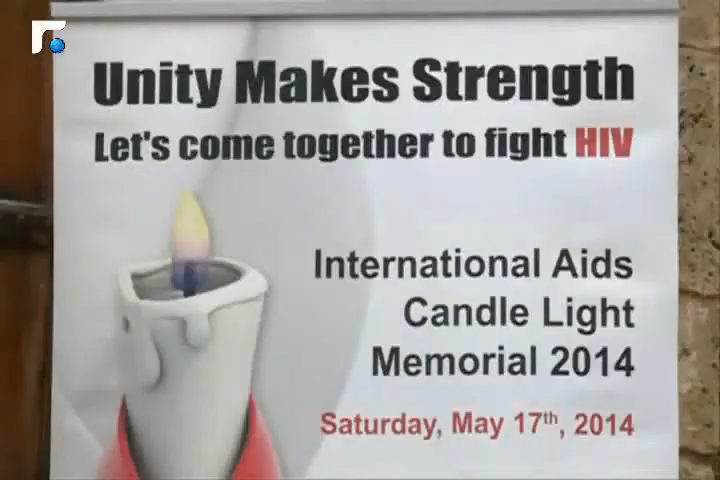 Unity Makes Strength
Let's come together to fight HIV
International Aids
Candle Light
Memorial 2014
Saturday, May 17th, 2014